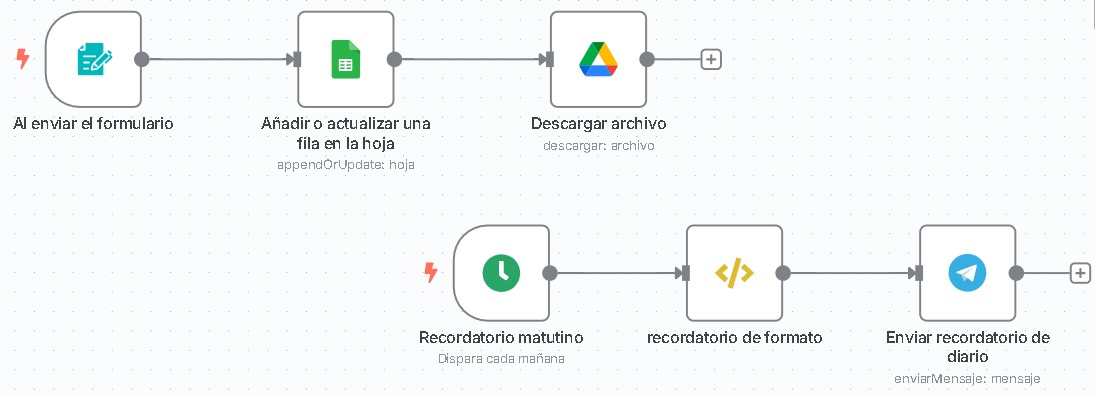 Al enviar el formulario
Añadir o actualizar una
fila en la hoja
appendOrUpdate: hoja
Descargar archivo
descargar: archivo
Recordatorio matutino
Dispara cada mañana
recordatorio de formato
Enviar recordatorio de
diario
enviarMensaje: mensaje